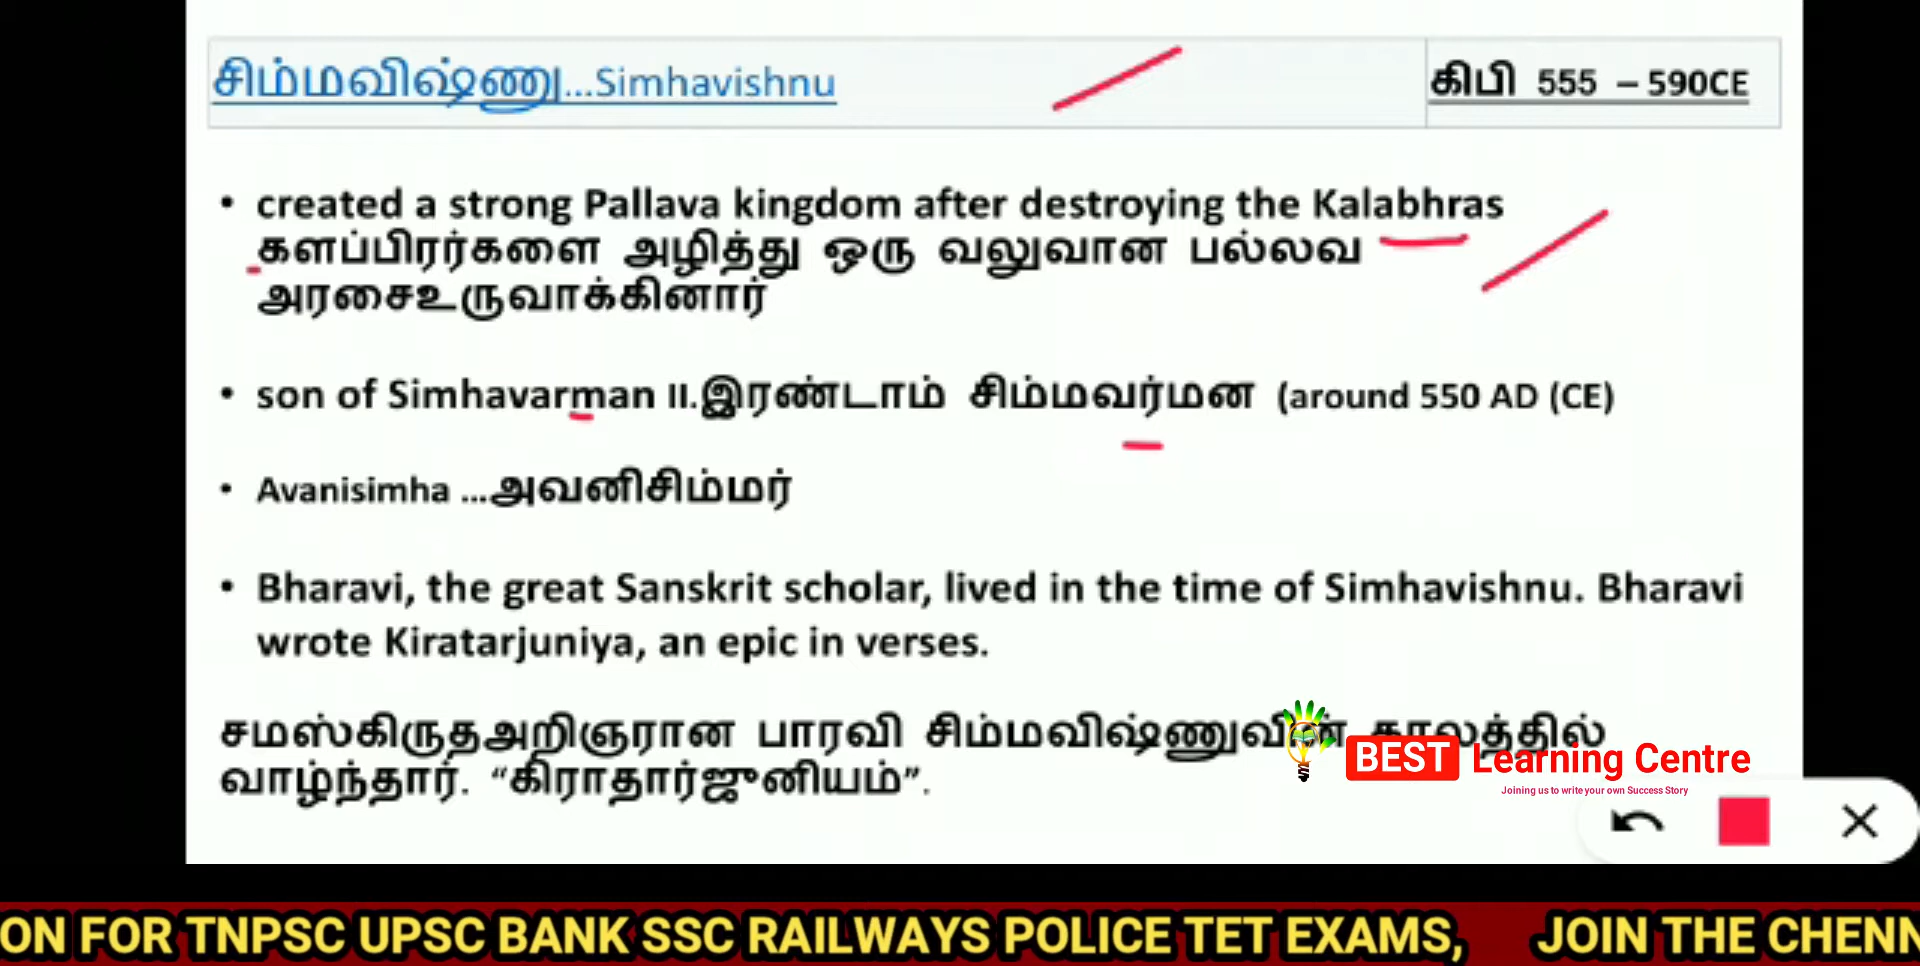 சிம்மவிஷ்ணு...Simhavishnu
கிபி 555 – 590CE
• created a strong Pallava kingdom after destroying the Kalabhras
களப்பிரர்களை அழித்து ஒரு வலுவான பல்லவ
அரசைஉருவாக்கினார்
• son of Simhavarman II.இரண்டாம் சிம்மவர்மன (around 550 AD (CE)
• Avanisimha ...அவனிசிம்மர்
• Bharavi, the great Sanskrit scholar, lived in the time of Simhavishnu. Bharavi
wrote Kiratarjuniya, an epic in verses.
சமஸ்கிருதஅறிஞரான பாரவி சிம்மவிஷ்ணுவின் காலத்தில்
வாழ்ந்தார். “கிராதார்ஜுனியம்”.
BEST Learning Centre
Joining us to write your own Success Story
ON FOR TNPSC UPSC BANK SSC RAILWAYS POLICE TET EXAMS, JOIN THE CHENN